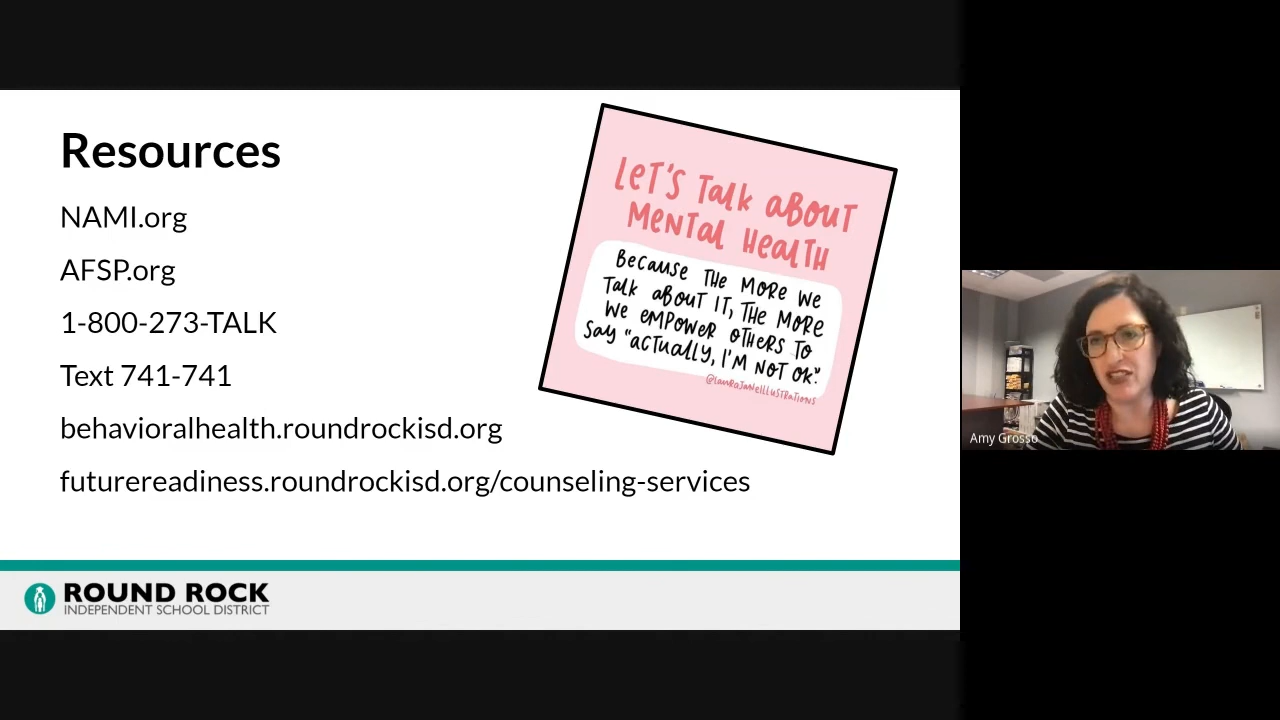 Resources
NAMI.org
AFSP.org
1-800-273-TALK
Text 741-741
behavioralhealth.roundrockisd.org
futurereadiness.roundrockisd.org/counseling-services
LET'S TALK ABOUT
MENTAL HEALTH
BECAUSE THE MORE WE
TALK ABOUT IT, THE MORE
WE EMPOWER OTHERS TO
SAY "ACTUALLY, I'M NOT OK."
@LAURAJANEILLUSTRATIONS
ROUND ROCK
INDEPENDENT SCHOOL DISTRICT
Amy Grosso